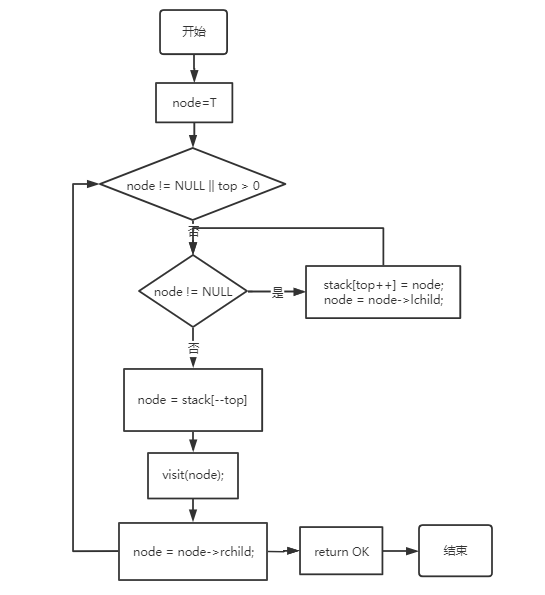 开始
node=T
node != NULL || top > 0
否
node != NULL
是
stack[top++] = node;
node = node->lchild;
否
node = stack[--top]
visit(node);
node = node->rchild;
return OK
结束